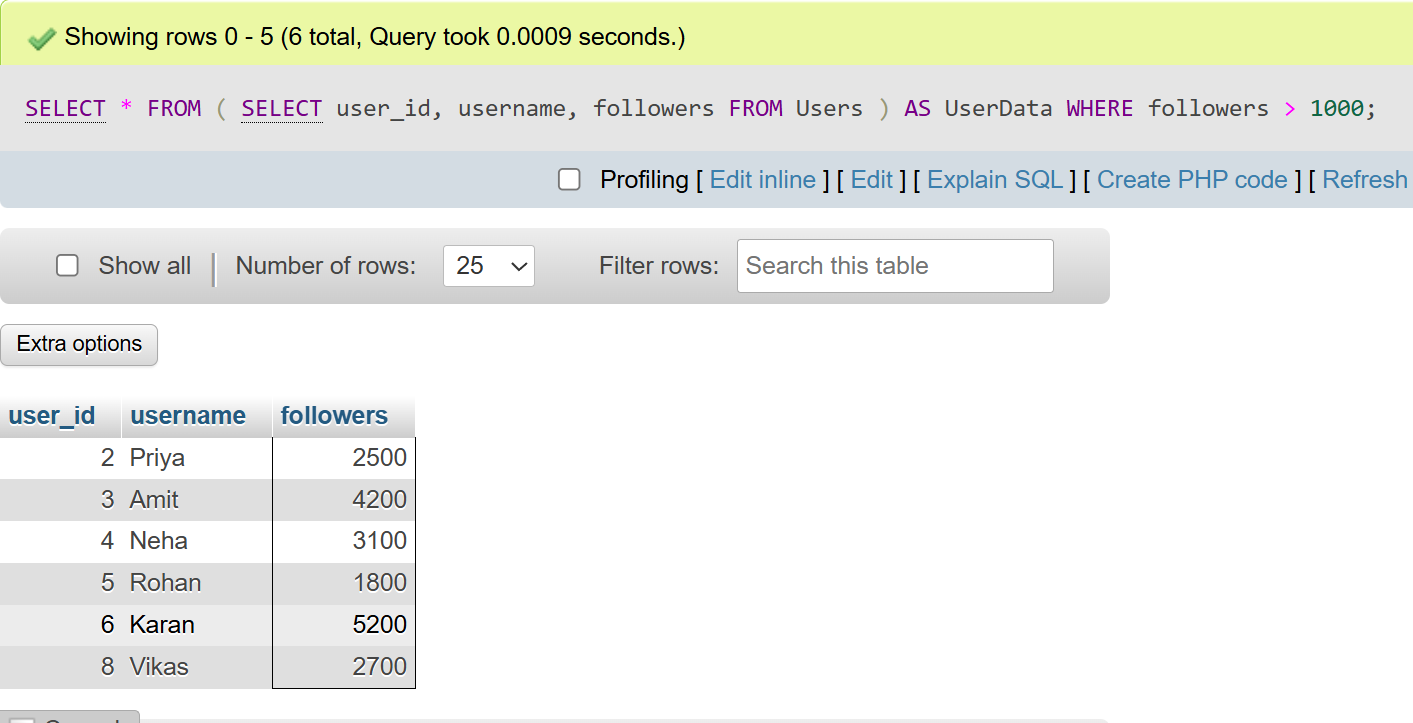 Showing rows 0 - 5 (6 total, Query took 0.0009 seconds.)
SELECT * FROM ( SELECT user_id, username, followers FROM Users ) AS UserData WHERE followers > 1000;
Profiling [ Edit inline ] [ Edit ] [ Explain SQL ] [ Create PHP code ] [ Refresh
Show all | Number of rows: 25 Filter rows: Search this table
Extra options
user_id username followers
2 Priya 2500
3 Amit 4200
4 Neha 3100
5 Rohan 1800
6 Karan 5200
8 Vikas 2700